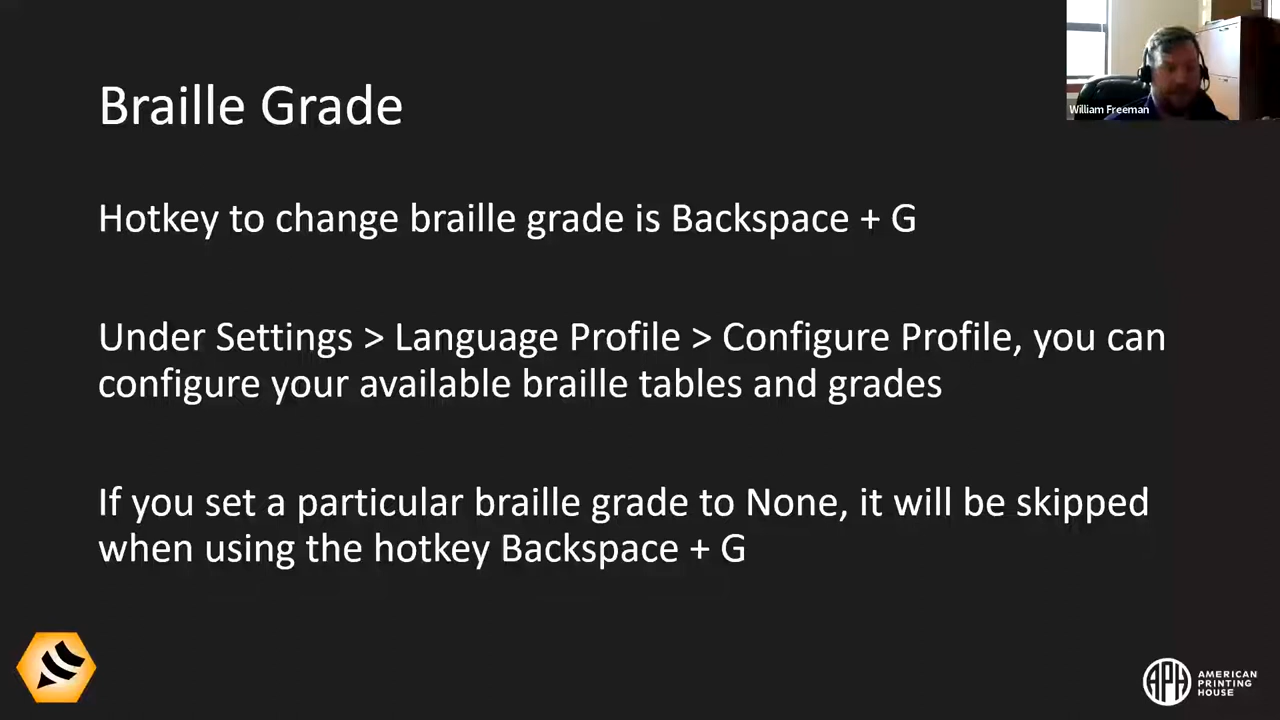 William Freeman
Braille Grade
Hotkey to change braille grade is Backspace + G
Under Settings > Language Profile > Configure Profile, you can
configure your available braille tables and grades
If you set a particular braille grade to None, it will be skipped
when using the hotkey Backspace + G
APH
AMERICAN
PRINTING
HOUSE